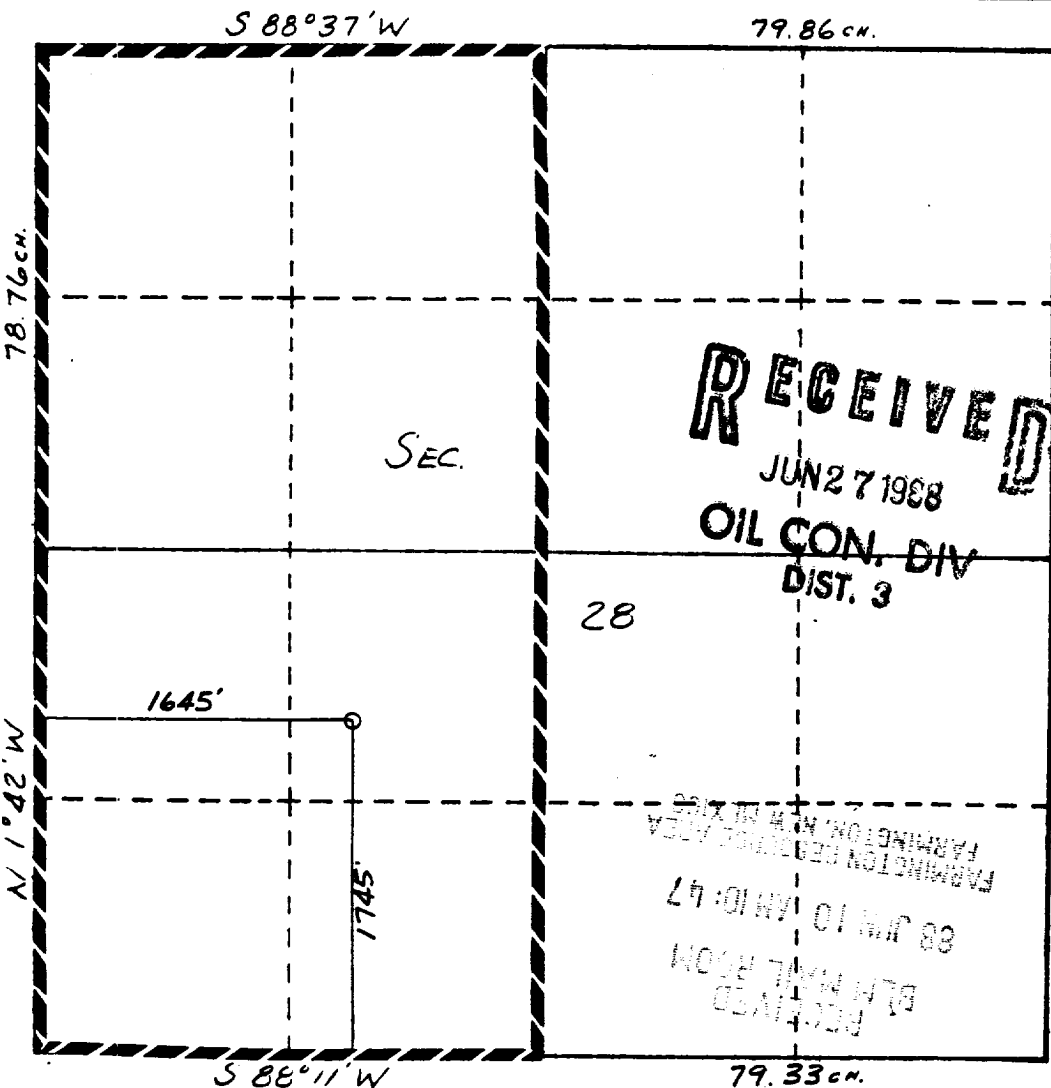 S 88°37'W
79.86 CH.
78.76 CH.
SEC.
RECEIVED
JUN 27 1988
OIL CON. DIV
DIST. 3
28
1645'
N 1°42'W
1745'
FARMINGTON, NEW MEXICO
FARMINGTON RESOURCE AREA
88 JUN 10 AM 10:47
BLM MAIL ROOM
RECEIVED
S 88°11'W
79.33 CH.